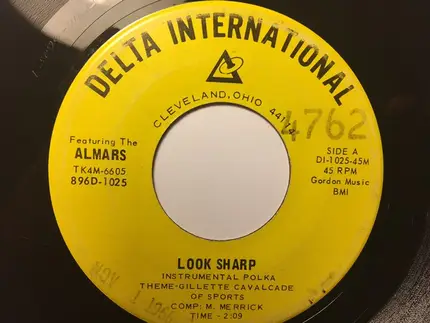 DELTA INTERNATIONAL
CLEVELAND, OHIO
4762
Featuring The
ALMARS
TK4M-6605
896D-1025
SIDE A
DI-1025-45M
45 RPM
Gordon Music
BMI
LOOK SHARP
INSTRUMENTAL POLKA
THEME-GILLETTE CAVALCADE
OF SPORTS
COMP: M. MERRICK
TIME - 2:09
NOV